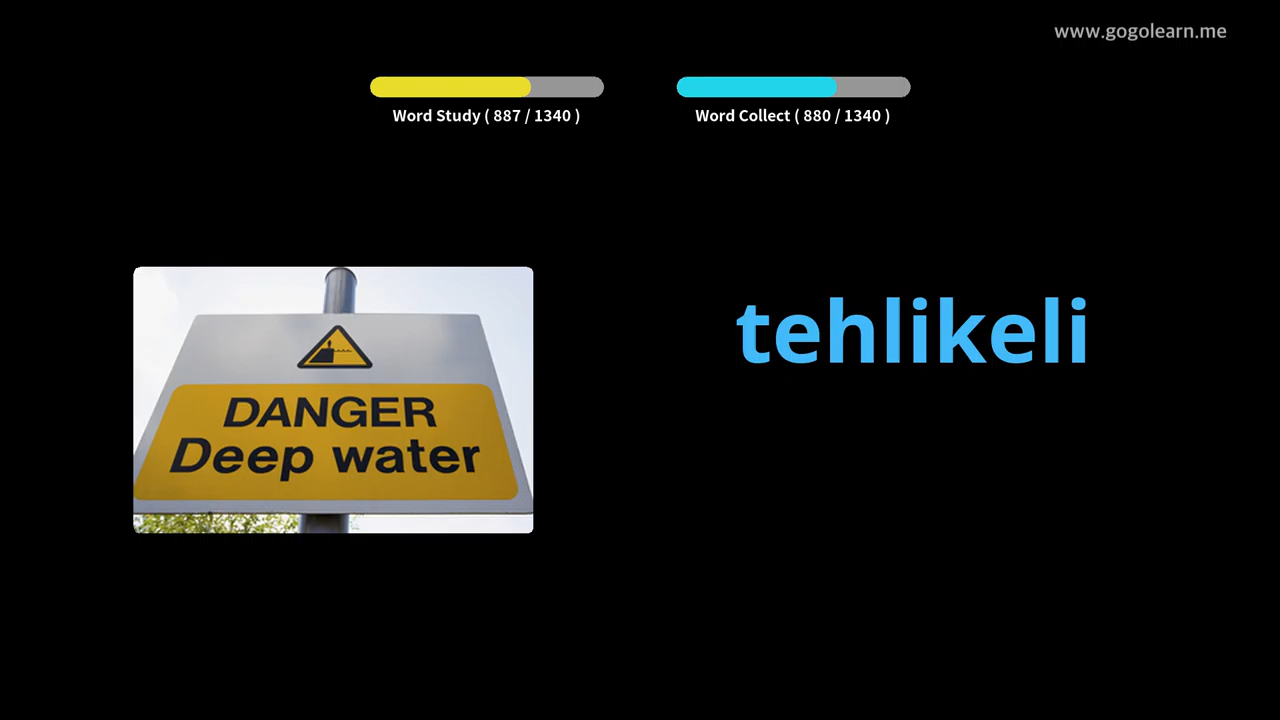 www.gogolearn.me
Word Study ( 887 / 1340 )
Word Collect ( 880 / 1340 )
tehlikeli
DANGER
Deep water